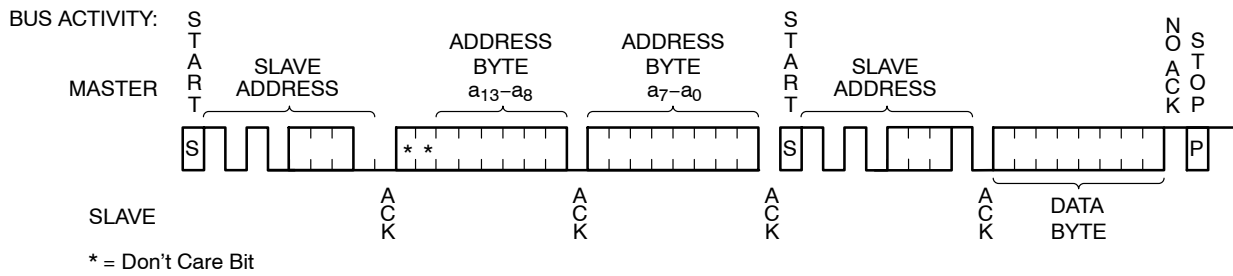 BUS ACTIVITY:
MASTER
START
SLAVE
ADDRESS
ADDRESS
BYTE
a13–a8
ADDRESS
BYTE
a7–a0
START
SLAVE
ADDRESS
NO ACK
STOP
S
* *
S
P
SLAVE
ACK
ACK
ACK
ACK
DATA
BYTE
* = Don't Care Bit